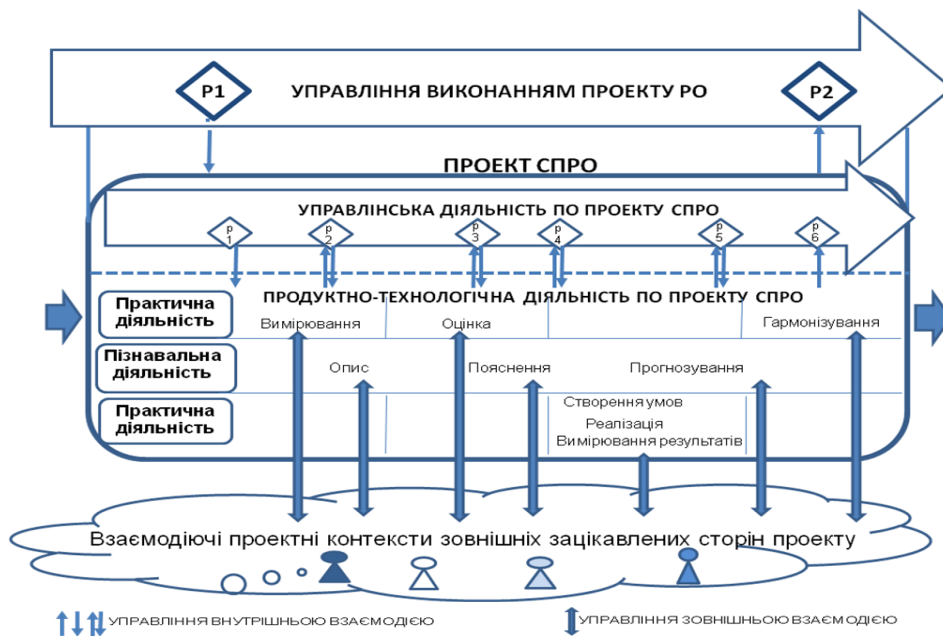 P1
УПРАВЛІННЯ ВИКОНАННЯМ ПРОЕКТУ РО
P2
ПРОЕКТ СПРО
УПРАВЛІНСЬКА ДІЯЛЬНІСТЬ ПО ПРОЕКТУ СПРО
р1
р2
р3
р4
р5
р6
ПРОДУКТНО-ТЕХНОЛОГІЧНА ДІЯЛЬНІСТЬ ПО ПРОЕКТУ СПРО
Практична
діяльність
Вимірювання
Оцінка
Гармонізування
Пізнавальна
діяльність
Опис
Пояснення
Прогнозування
Практична
діяльність
Створення умов
Реалізація
Вимірювання результатів
Взаємодіючі проектні контексти зовнішніх зацікавлених сторін проекту
УПРАВЛІННЯ ВНУТРІШНЬОЮ ВЗАЄМОДІЄЮ
УПРАВЛІННЯ ЗОВНІШНЬОЮ ВЗАЄМОДІЄЮ